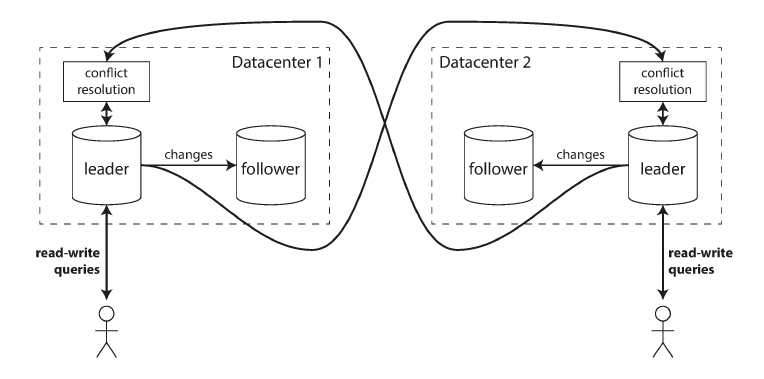 Datacenter 1
conflict
resolution
leader
changes
follower
read-write
queries
Datacenter 2
conflict
resolution
follower
changes
leader
read-write
queries